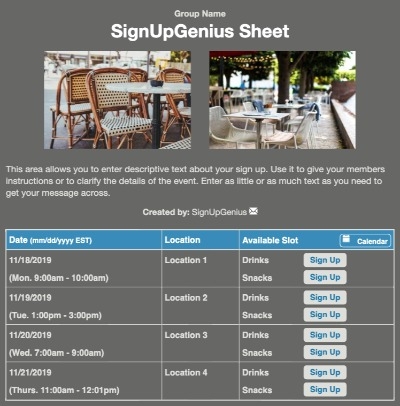 Group Name
SignUpGenius Sheet
This area allows you to enter descriptive text about your sign up. Use it to give your members
instructions or to clarify the details of the event. Enter as little or as much text as you need to
get your message across.
Created by: SignUpGenius
Date (mm/dd/yyyy EST) Location Available Slot Calendar
11/18/2019 Location 1 Drinks Sign Up
(Mon. 9:00am - 10:00am) Snacks Sign Up
11/19/2019 Location 2 Drinks Sign Up
(Tue. 1:00pm - 3:00pm) Snacks Sign Up
11/20/2019 Location 3 Drinks Sign Up
(Wed. 7:00am - 9:00am) Snacks Sign Up
11/21/2019 Location 4 Drinks Sign Up
(Thurs. 11:00am - 12:01pm) Snacks Sign Up